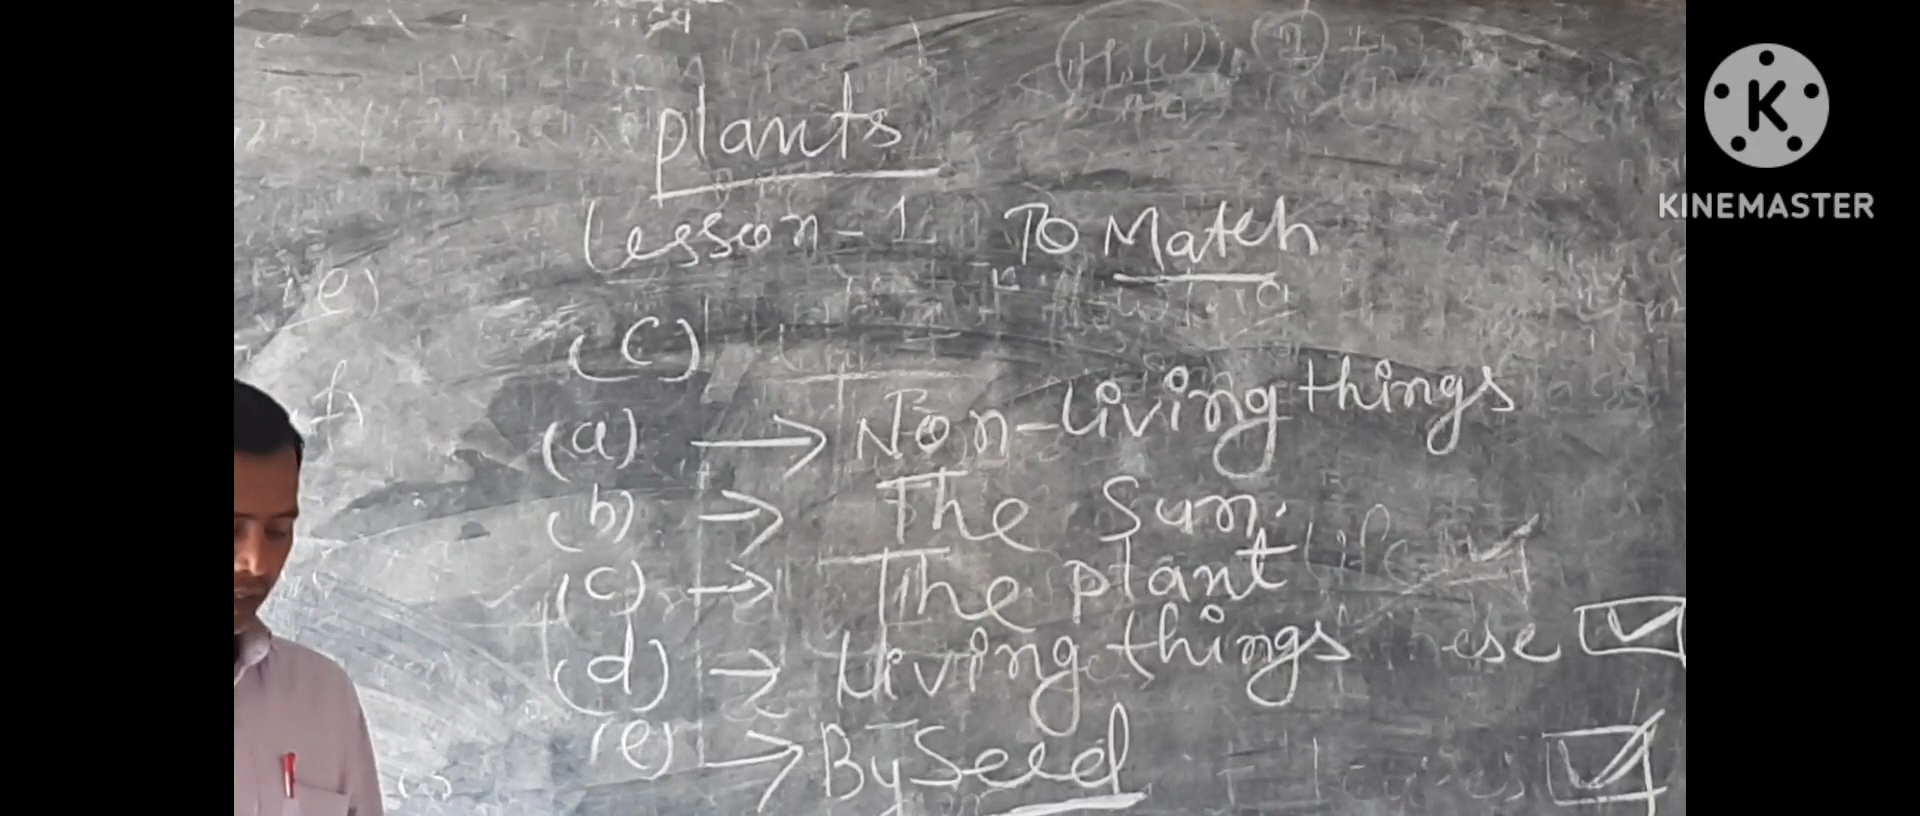 plants
Lesson - 1 To Match
(C)
(a) → Non-living things
(b) → The Sun.
(c) → The plant
(d) → Living things
(e) → By Seed
e)
f)
K
KINEMASTER